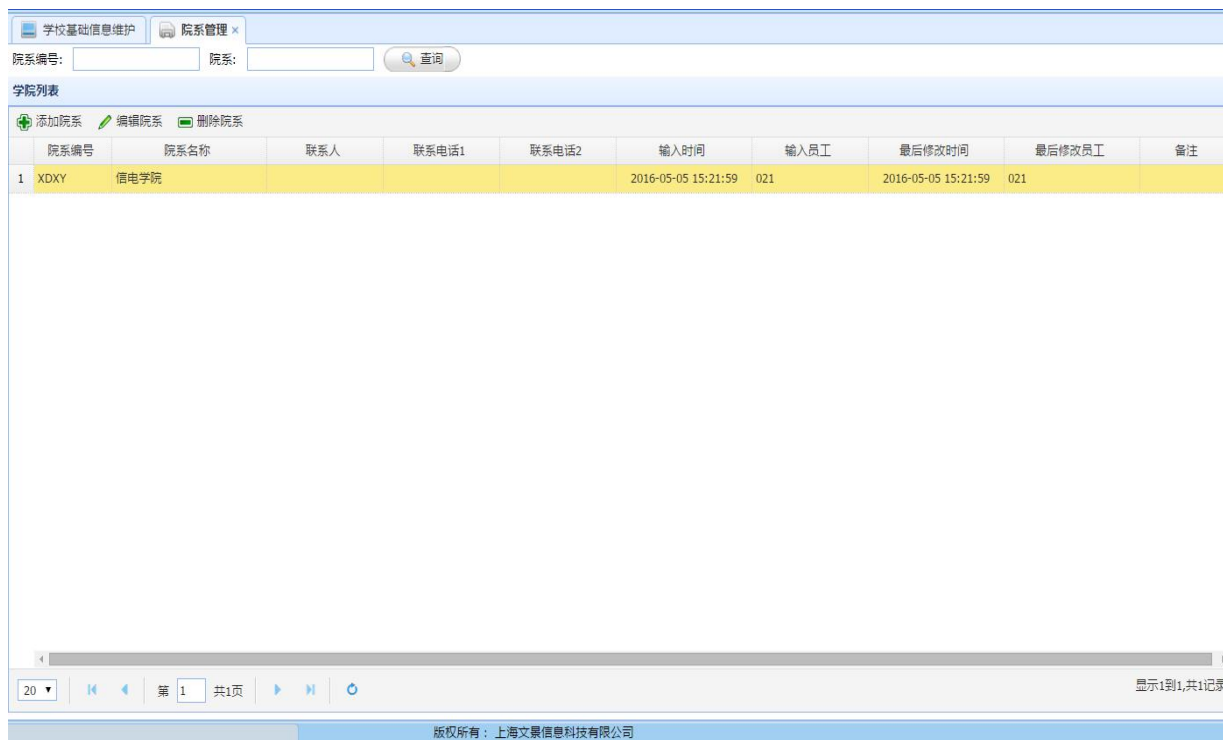 学校基础信息维护 院系管理 ×
院系编号: 院系: 查询
学院列表
添加院系 编辑院系 删除院系
院系编号 院系名称 联系人 联系电话1 联系电话2 输入时间 输入员工 最后修改时间 最后修改员工 备注
1 XDXY 信电学院 2016-05-05 15:21:59 021 2016-05-05 15:21:59 021
20 第 1 共1页 显示1到1,共1记录
版权所有 : 上海文景信息科技有限公司